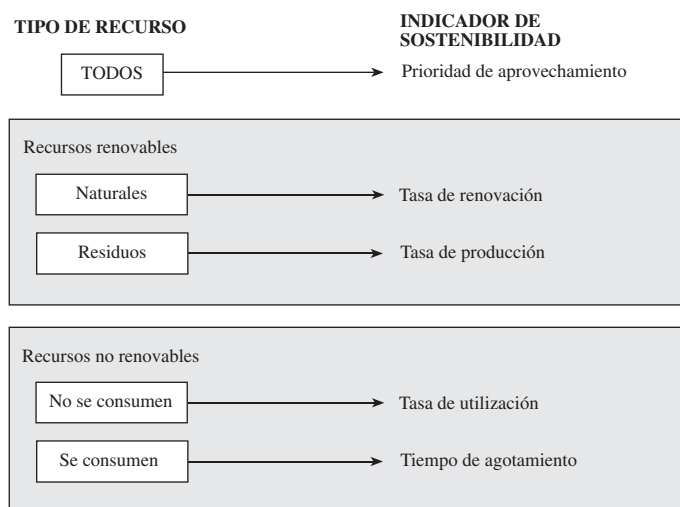 TIPO DE RECURSO
INDICADOR DE
SOSTENIBILIDAD
TODOS
Prioridad de aprovechamiento
Recursos renovables
Naturales
Tasa de renovación
Residuos
Tasa de producción
Recursos no renovables
No se consumen
Tasa de utilización
Se consumen
Tiempo de agotamiento